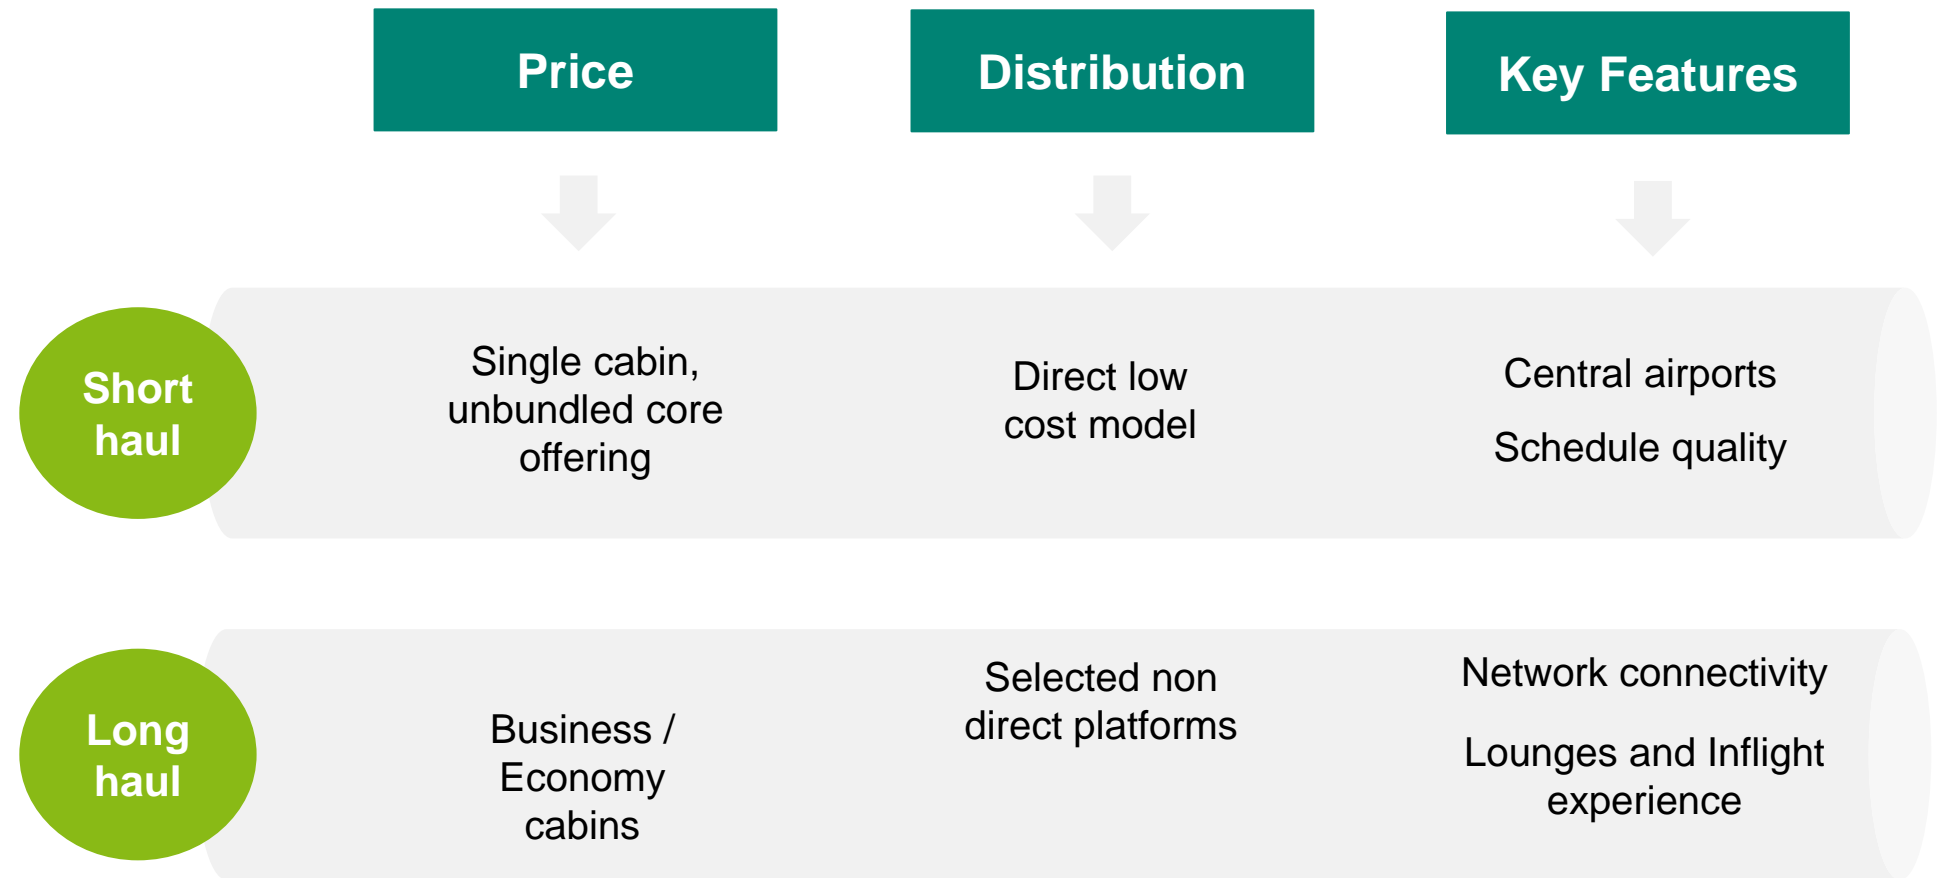 Price
Distribution
Key Features
Short
haul
Single cabin,
unbundled core
offering
Direct low
cost model
Central airports
Schedule quality
Long
haul
Business /
Economy
cabins
Selected non
direct platforms
Network connectivity
Lounges and Inflight
experience